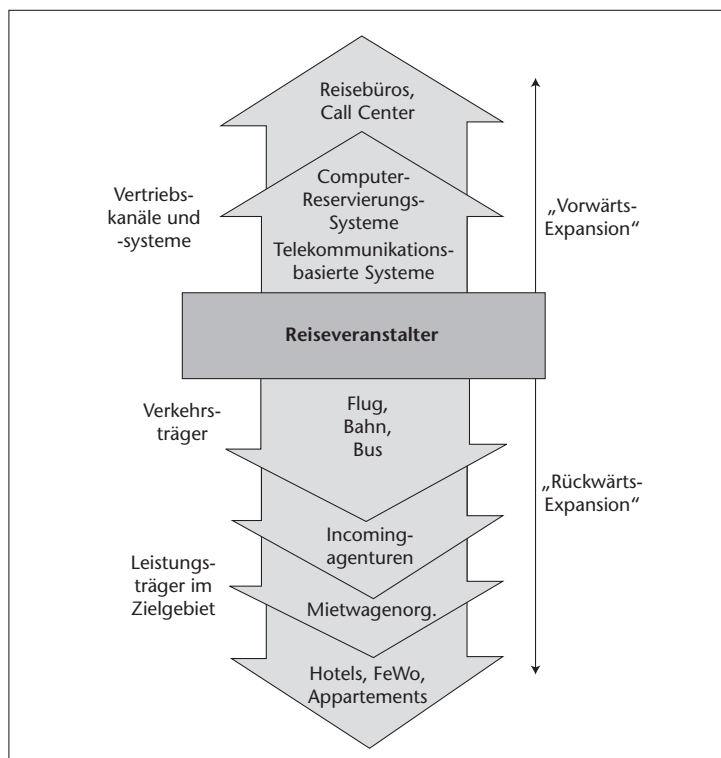 Reisebüros,
Call Center
Computer-
Reservierungs-
Systeme
Telekommunikations-
basierte Systeme
Vertriebs-
kanäle und
-systeme
„Vorwärts-
Expansion“
Reiseveranstalter
Verkehrs-
träger
Flug,
Bahn,
Bus
„Rückwärts-
Expansion“
Incoming-
agenturen
Leistungs-
träger im
Zielgebiet
Mietwagenorg.
Hotels, FeWo,
Appartements